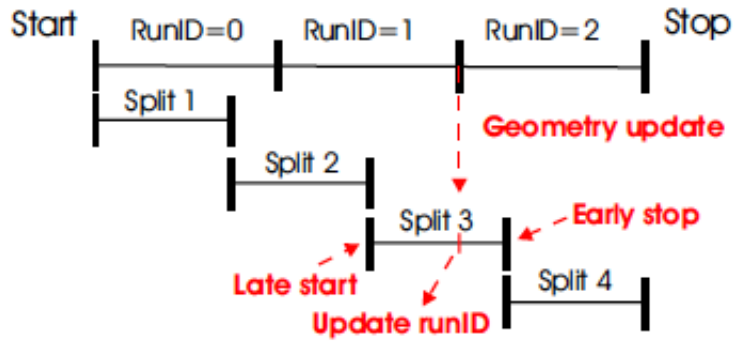 Start RunID=0 RunID=1 RunID=2 Stop
Split 1
Geometry update
Split 2
Split 3
Early stop
Late start
Split 4
Update runID